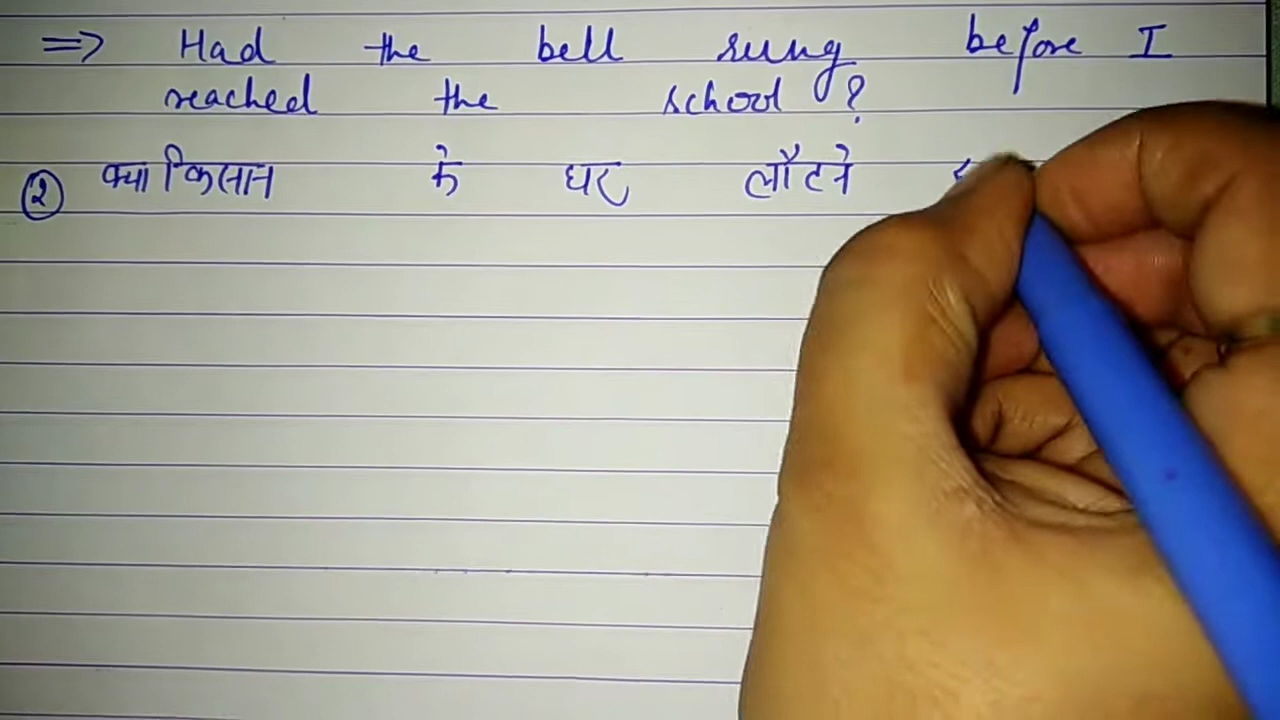 => Had the bell rung before I
reached the school?
② क्या किसान के घर लौटने